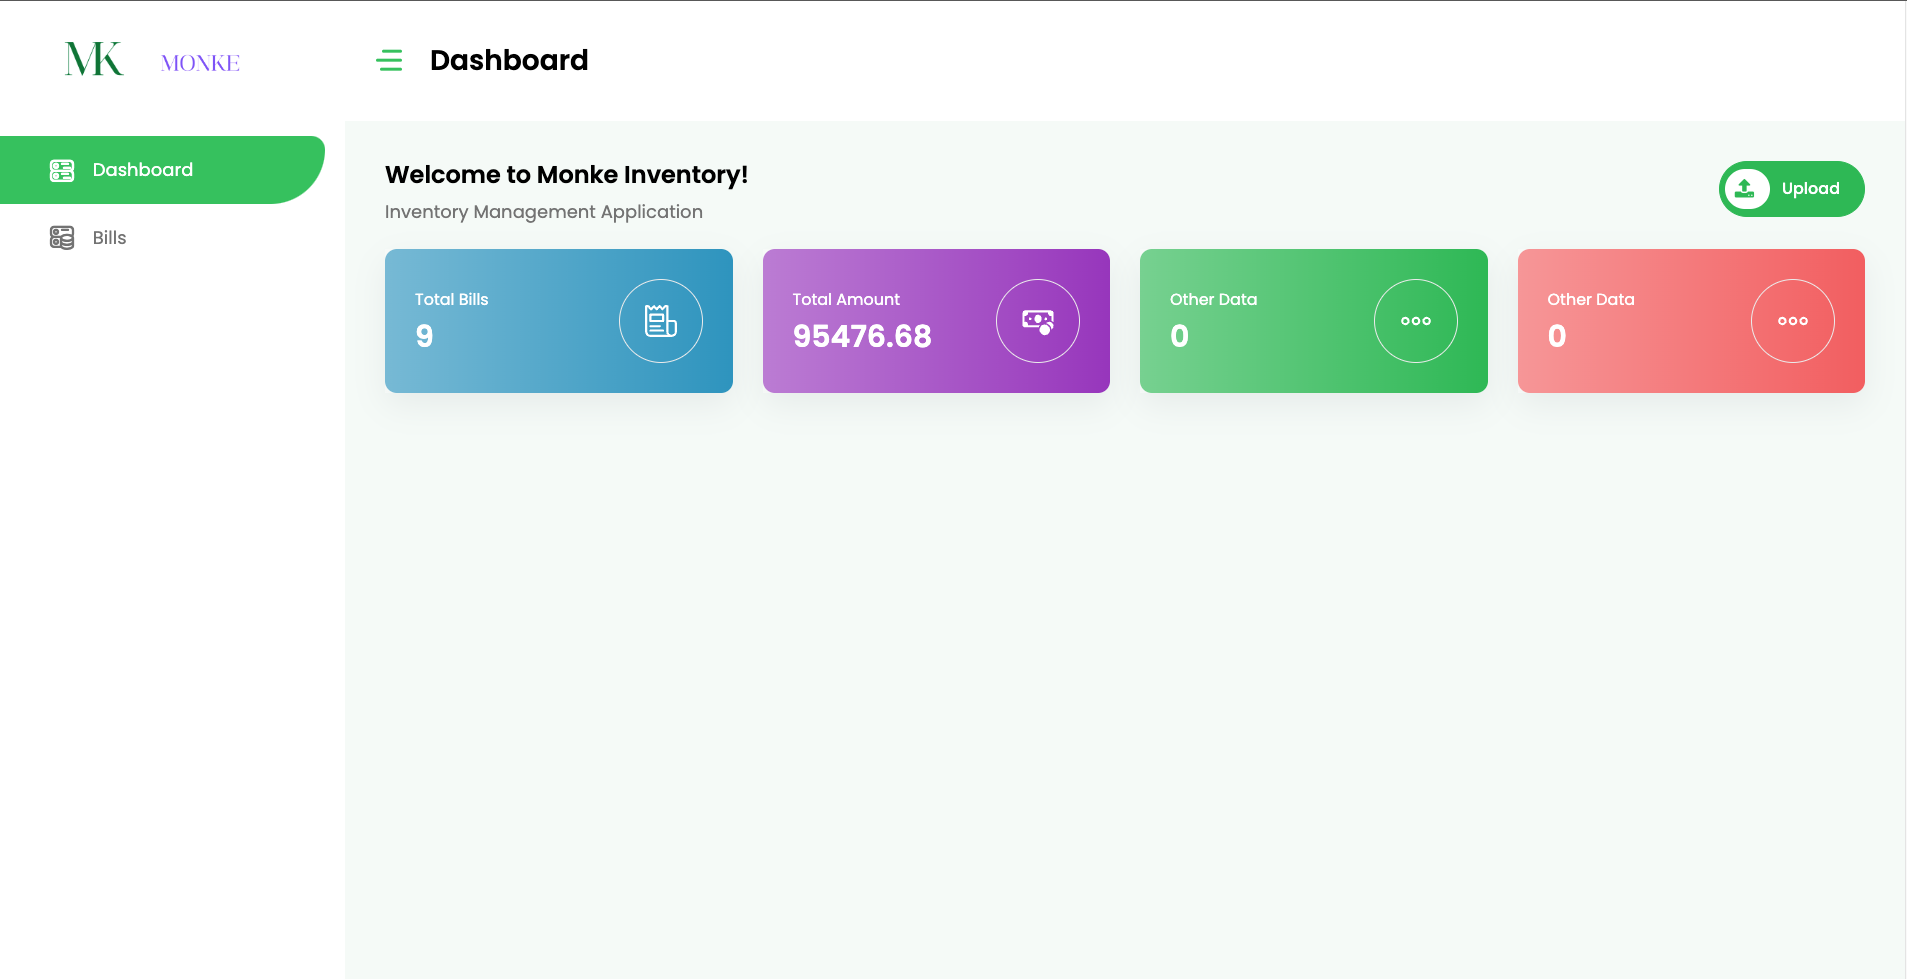 MK MONKE
Dashboard
Dashboard
Bills
Welcome to Monke Inventory!
Inventory Management Application
Upload
Total Bills
9
Total Amount
95476.68
Other Data
0
Other Data
0